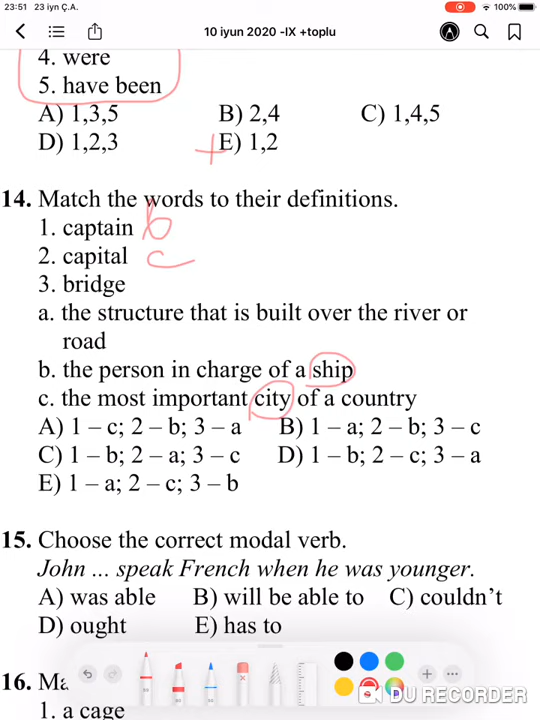 23:51 23 iyn Ç.A. 100%
10 iyun 2020 -IX +toplu
4. were
5. have been
A) 1,3,5 B) 2,4 C) 1,4,5
D) 1,2,3 + E) 1,2
14. Match the words to their definitions.
1. captain b
2. capital c
3. bridge
a. the structure that is built over the river or
road
b. the person in charge of a ship
c. the most important city of a country
A) 1 – c; 2 – b; 3 – a B) 1 – a; 2 – b; 3 – c
C) 1 – b; 2 – a; 3 – c D) 1 – b; 2 – c; 3 – a
E) 1 – a; 2 – c; 3 – b
15. Choose the correct modal verb.
John ... speak French when he was younger.
A) was able B) will be able to C) couldn't
D) ought E) has to
16. Ma
1. a cage
DU RECORDER